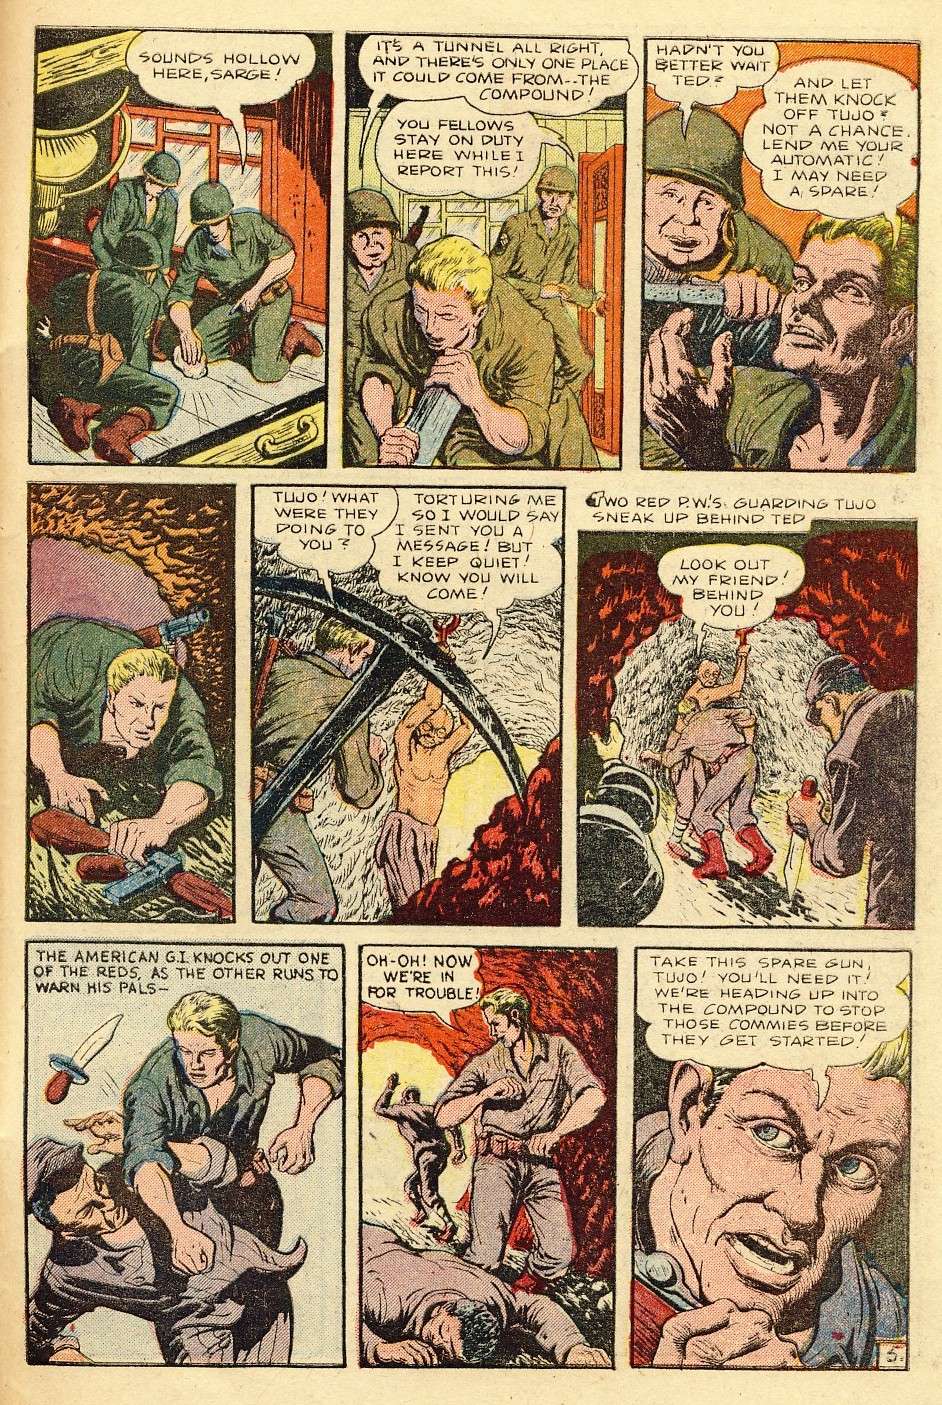 SOUNDS HOLLOW
HERE, SARGE!
IT'S A TUNNEL ALL RIGHT,
AND THERE'S ONLY ONE PLACE
IT COULD COME FROM--THE
COMPOUND!
YOU FELLOWS
STAY ON DUTY
HERE WHILE I
REPORT THIS!
HADN'T YOU
BETTER WAIT
TED?
AND LET
THEM KNOCK
OFF TUJO?
NOT A CHANCE.
LEND ME YOUR
AUTOMATIC!
I MAY NEED
A SPARE!
TUJO! WHAT
WERE THEY
DOING TO
YOU?
TORTURING ME
SO I WOULD SAY
I SENT YOU A
MESSAGE! BUT
I KEEP QUIET!
KNOW YOU WILL
COME!
TWO RED P.W.'S. GUARDING TUJO
SNEAK UP BEHIND TED
LOOK OUT
MY FRIEND!
BEHIND
YOU!
THE AMERICAN G.I. KNOCKS OUT ONE
OF THE REDS, AS THE OTHER RUNS TO
WARN HIS PALS—
OH-OH! NOW
WE'RE IN
FOR TROUBLE!
TAKE THIS SPARE GUN,
TUJO! YOU'LL NEED IT!
WE'RE HEADING UP INTO
THE COMPOUND TO STOP
THOSE COMMIES BEFORE
THEY GET STARTED!
5.